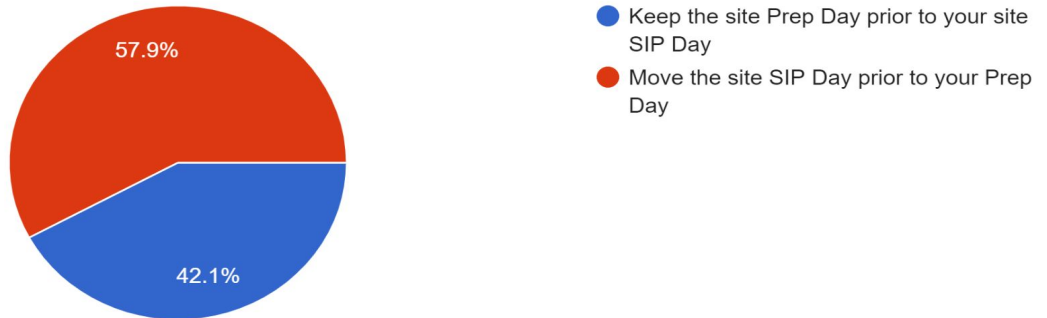 57.9%
42.1%
Keep the site Prep Day prior to your site
SIP Day
Move the site SIP Day prior to your Prep
Day